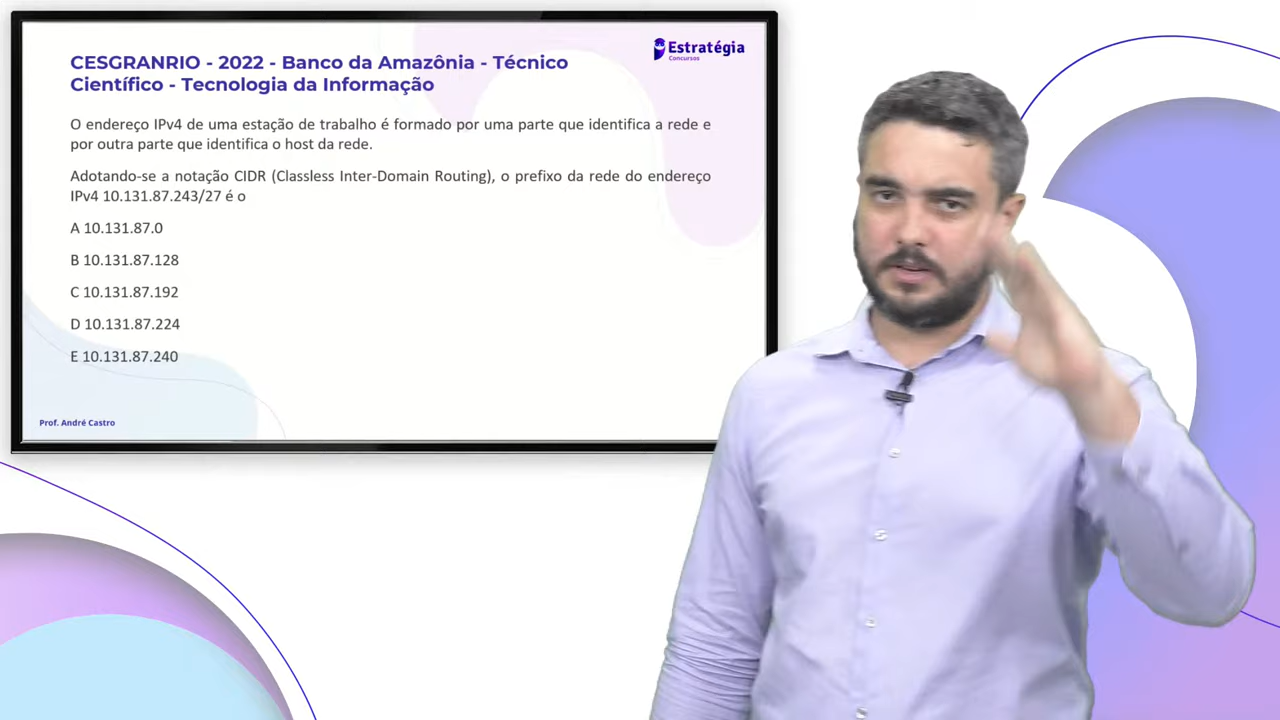 CESGRANRIO - 2022 - Banco da Amazônia - Técnico
Científico - Tecnologia da Informação
Estratégia
Concursos
O endereço IPv4 de uma estação de trabalho é formado por uma parte que identifica a rede e
por outra parte que identifica o host da rede.
Adotando-se a notação CIDR (Classless Inter-Domain Routing), o prefixo da rede do endereço
IPv4 10.131.87.243/27 é o
A 10.131.87.0
B 10.131.87.128
C 10.131.87.192
D 10.131.87.224
E 10.131.87.240
Prof. André Castro